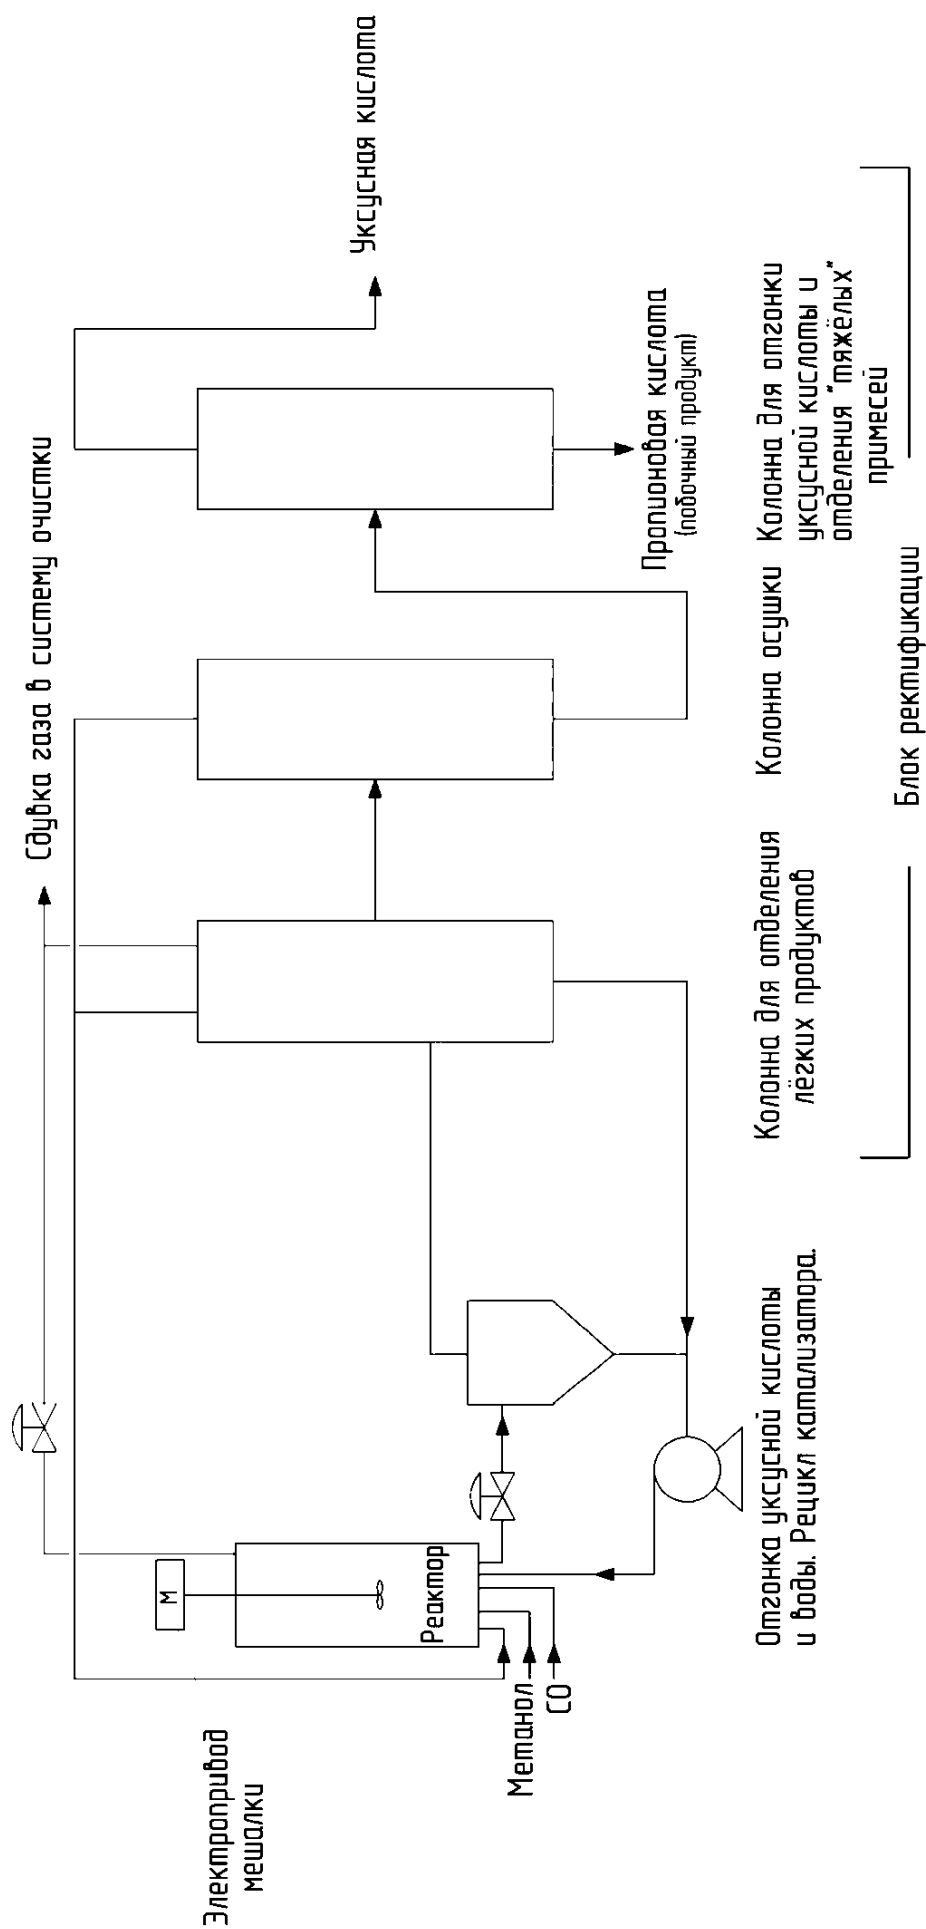 Сдувка газа в систему очистки
Электропривод
мешалки
М
Реактор
Метанол
СО
Уксусная кислота
Пропионовая кислота
(побочный продукт)
Отгонка уксусной кислоты
и воды. Рецикл катализатора.
Колонна для отделения
лёгких продуктов
Колонна осушки
Колонна для отгонки
уксусной кислоты и
отделения "тяжёлых"
примесей
Блок ректификации